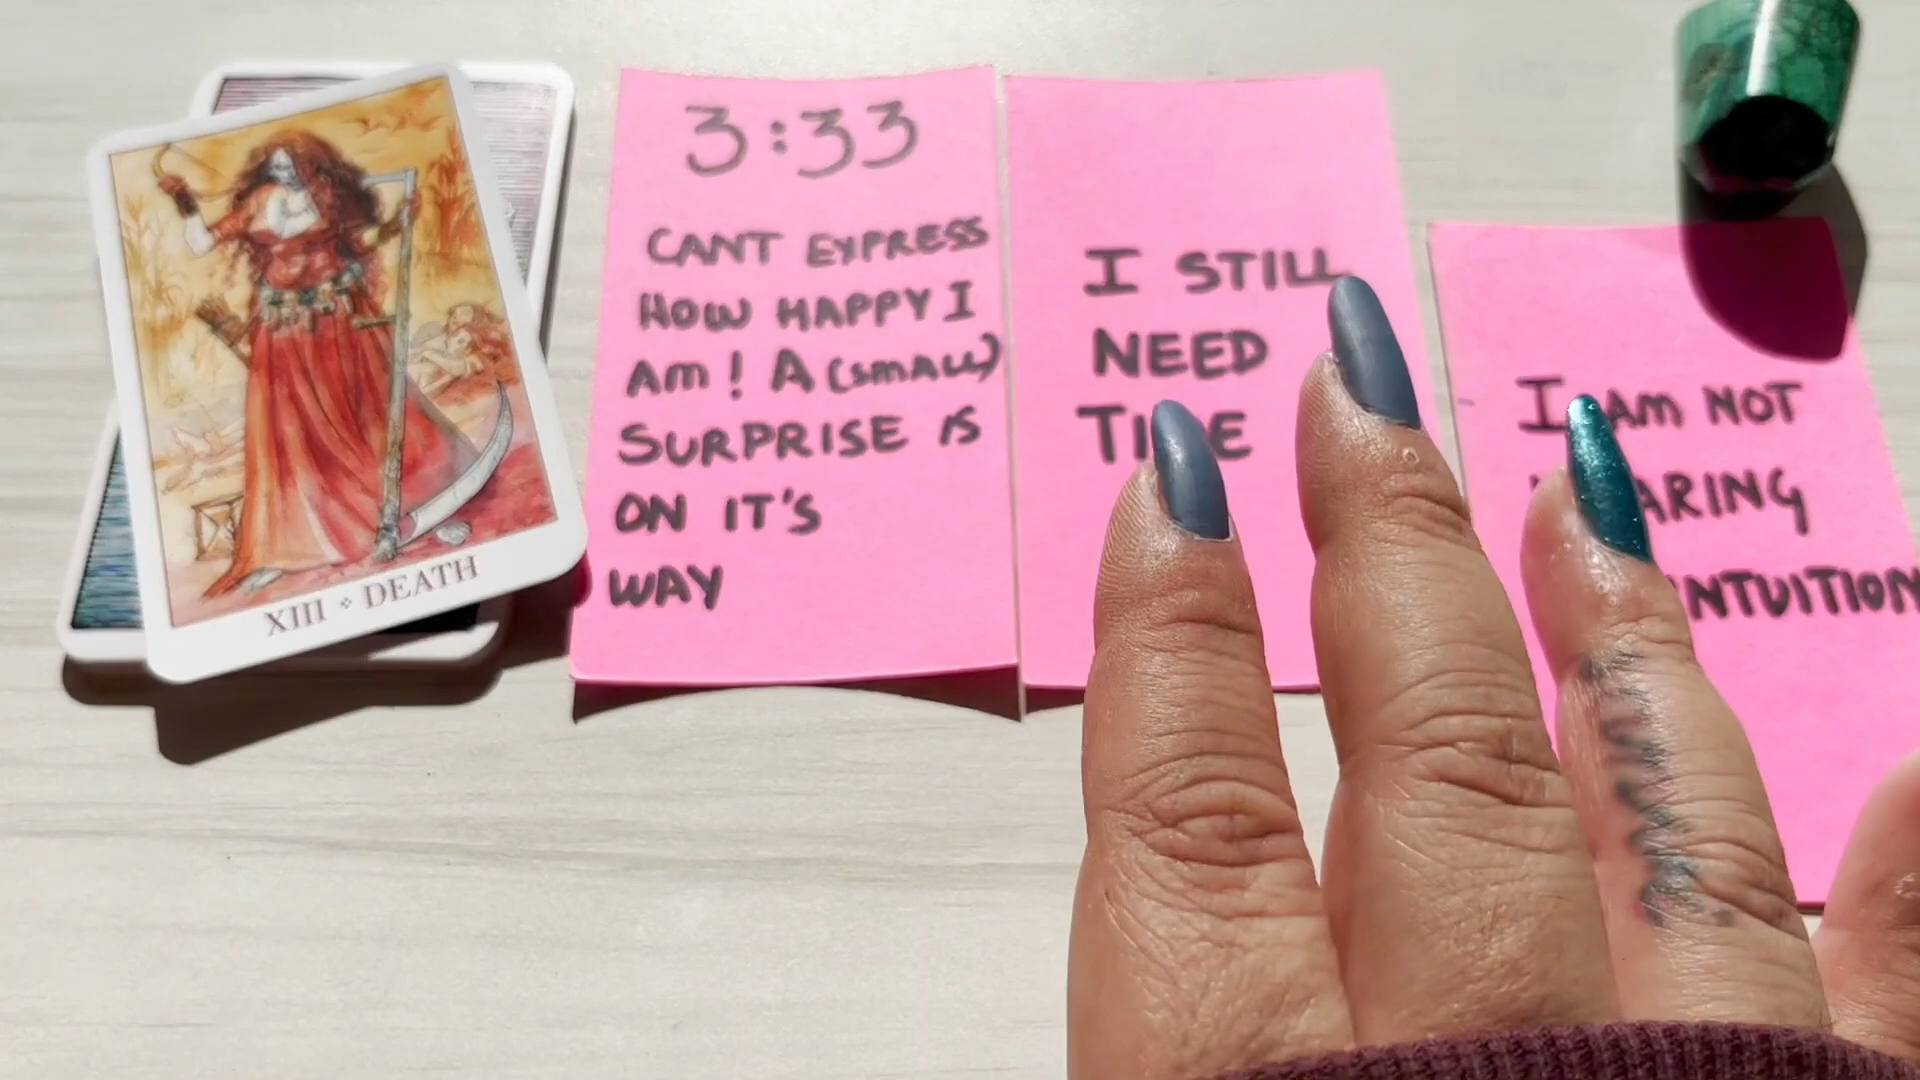 XIII DEATH
3:33
CANT EXPRESS
HOW HAPPY I
AM! A (SMALL)
SURPRISE IS
ON IT'S
WAY
I STILL
NEED
I AM NOT